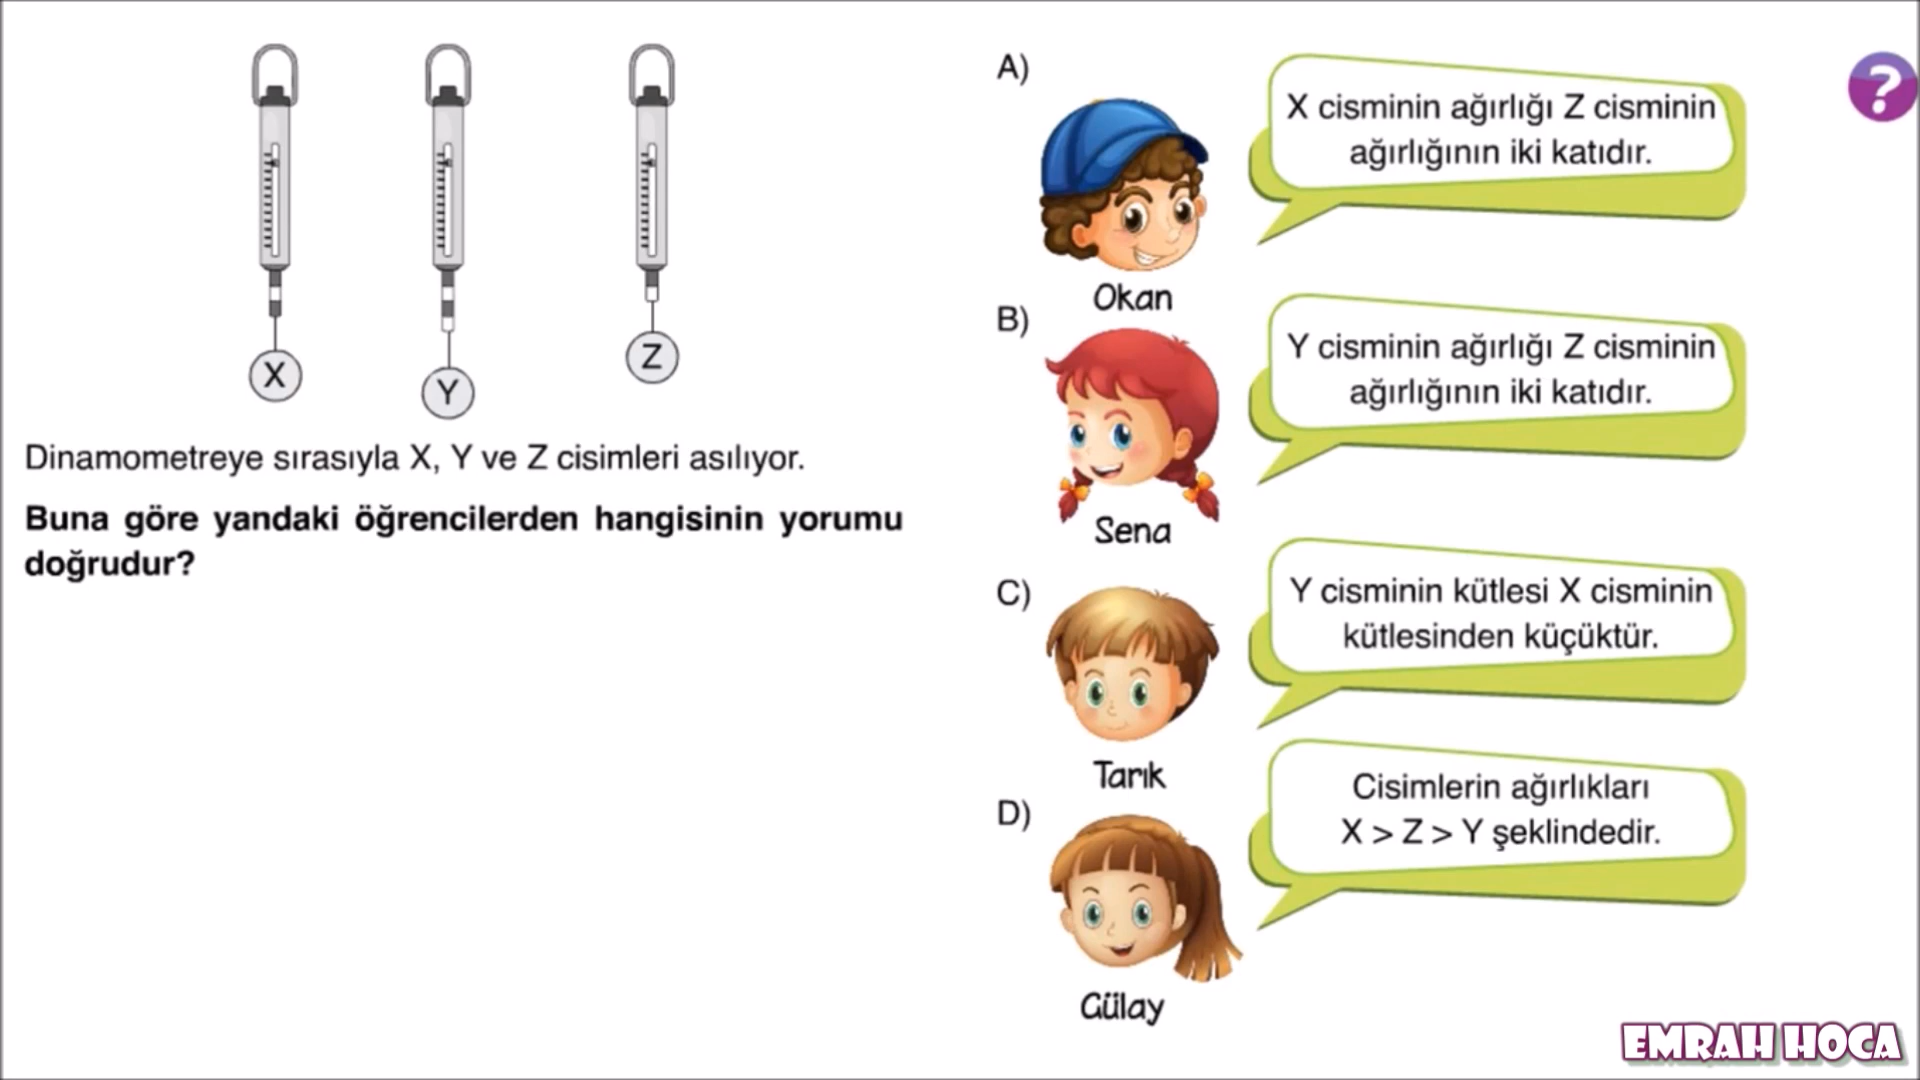 X
Y
Z
Dinamometreye sırasıyla X, Y ve Z cisimleri asılıyor.
Buna göre yandaki öğrencilerden hangisinin yorumu
doğrudur?
A)
X cisminin ağırlığı Z cisminin
ağırlığının iki katıdır.
Okan
B)
Y cisminin ağırlığı Z cisminin
ağırlığının iki katıdır.
Sena
C)
Y cisminin kütlesi X cisminin
kütlesinden küçüktür.
Tarık
D)
Cisimlerin ağırlıkları
X > Z > Y şeklindedir.
Gülay
?
EMRAH HOCA